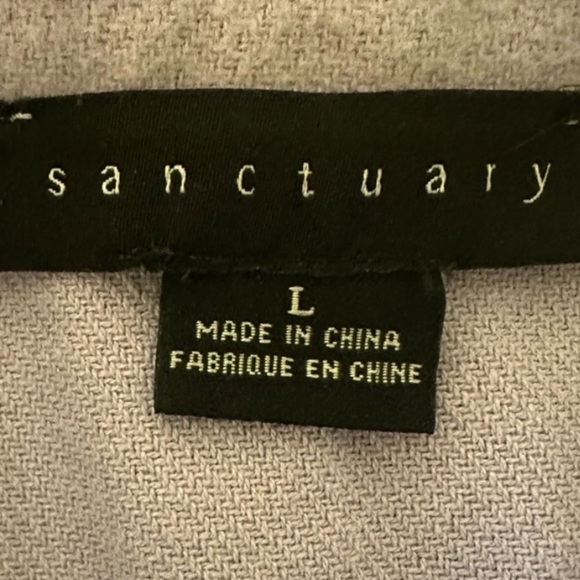 sanctuary
L
MADE IN CHINA
FABRIQUE EN CHINE